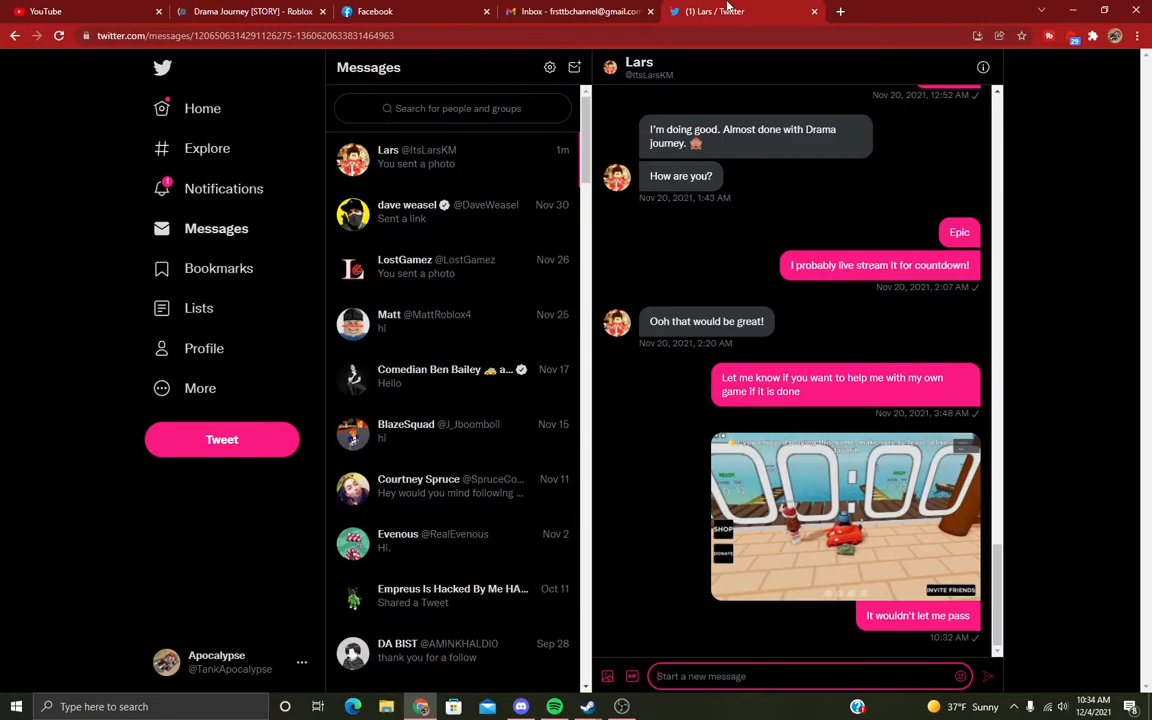 YouTube
Drama Journey [STORY] - Roblox
Facebook
Inbox - frsttbchannel@gmail.com
(1) Lars / Twitter
twitter.com/messages/1206506314291126275-1360620633831464963
29
Home
Explore
1
Notifications
Messages
Bookmarks
Lists
Profile
More
Tweet
Apocalypse
@TankApocalypse
Messages
Search for people and groups
Lars @ItsLarsKM 1m
You sent a photo
dave weasel @DaveWeasel Nov 30
Sent a link
LostGamez @LostGamez Nov 26
You sent a photo
Matt @MattRoblox4 Nov 25
hi
Comedian Ben Bailey 🚕 a... Nov 17
Hello
BlazeSquad @J_Jboomboii Nov 15
hi
Courtney Spruce @SpruceCo... Nov 11
Hey would you mind following ...
Evenous @RealEvenous Nov 2
Hi.
Empreus Is Hacked By Me HA... Oct 11
Shared a Tweet
DA BIST @AMINKHALDI0 Sep 28
thank you for a follow
Lars
@ItsLarsKM
Nov 20, 2021, 12:52 AM
I'm doing good. Almost done with Drama
journey. 🙈
How are you?
Nov 20, 2021, 1:43 AM
Epic
I probably live stream it for countdown!
Nov 20, 2021, 2:07 AM
Ooh that would be great!
Nov 20, 2021, 2:20 AM
Let me know if you want to help me with my own
game if it is done
Nov 20, 2021, 3:48 AM
00:00
SHOP
DONATE
INVITE FRIENDS
It wouldn't let me pass
10:32 AM
Start a new message
GIF
Type here to search
37°F Sunny
10:34 AM
12/4/2021
8